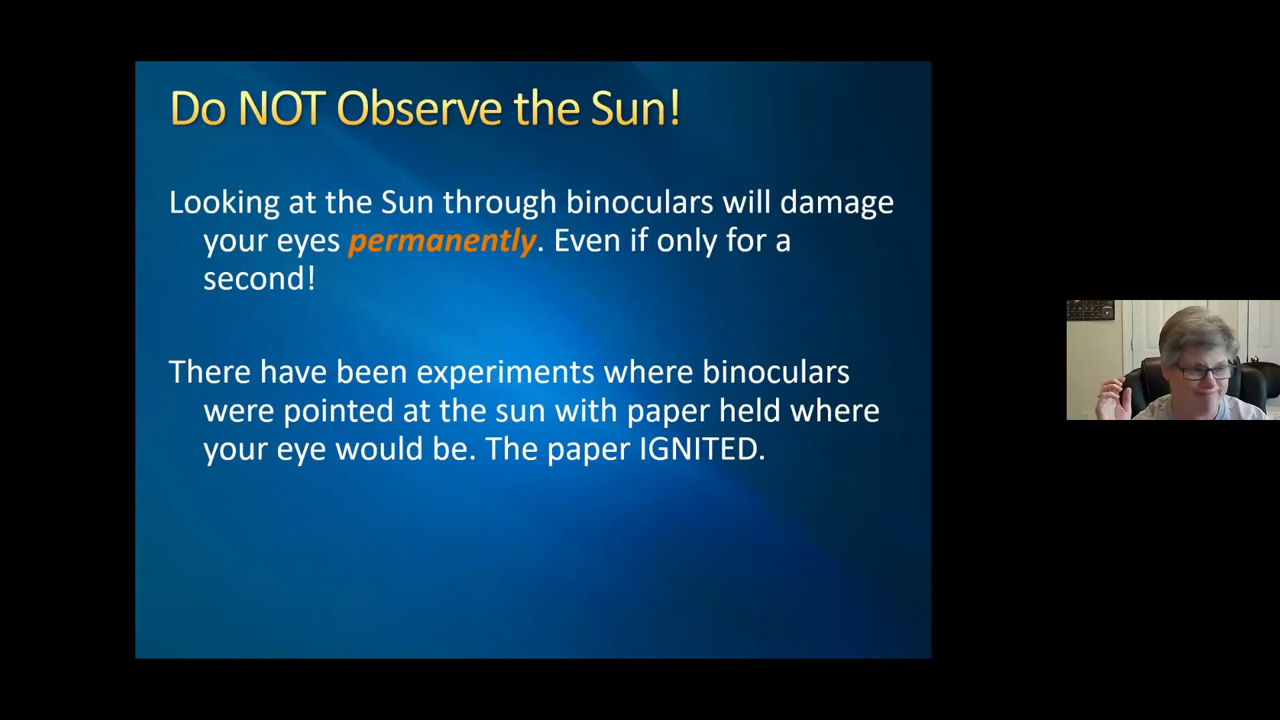 Do NOT Observe the Sun!
Looking at the Sun through binoculars will damage
your eyes permanently. Even if only for a
second!
There have been experiments where binoculars
were pointed at the sun with paper held where
your eye would be. The paper IGNITED.